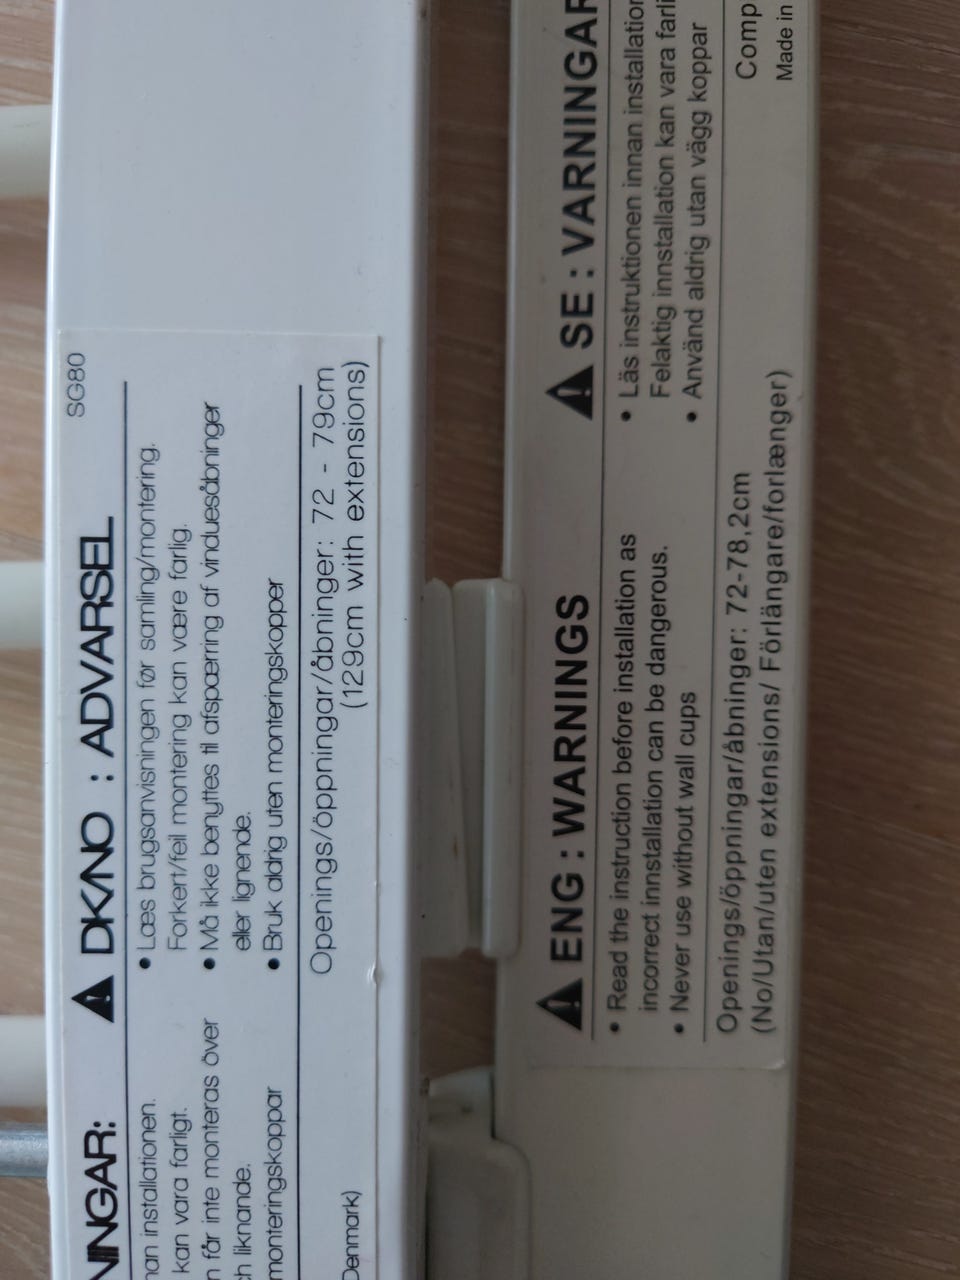 NINGAR:
nan installationen.
kan vara farligt.
n får inte monteras över
ch liknande.
monteringskoppar
Denmark)
SG80
DK/NO : ADVARSEL
• Læs brugsanvisningen før samling/montering.
Forkert/feil montering kan være farlig.
• Må ikke benyttes til afspærring af vinduesåbninger
eller lignende.
• Bruk aldrig uten monteringskopper
Openings/öppningar/åbninger: 72 - 79cm
(129cm with extensions)
ENG : WARNINGS
• Read the instruction before installation as
incorrect innstallation can be dangerous.
• Never use without wall cups
SE : VARNINGAR
• Läs instruktionen innan installation
Felaktig innstallation kan vara farli
• Använd aldrig utan vägg koppar
Openings/öppningar/åbninger: 72-78,2cm
(No/Utan/uten extensions/ Förlängare/forlænger)
Comp
Made in